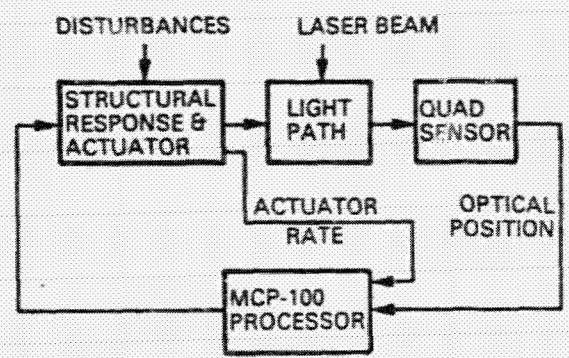 DISTURBANCES
LASER BEAM
STRUCTURAL
RESPONSE &
ACTUATOR
LIGHT
PATH
QUAD
SENSOR
ACTUATOR
RATE
OPTICAL
POSITION
MCP-100
PROCESSOR